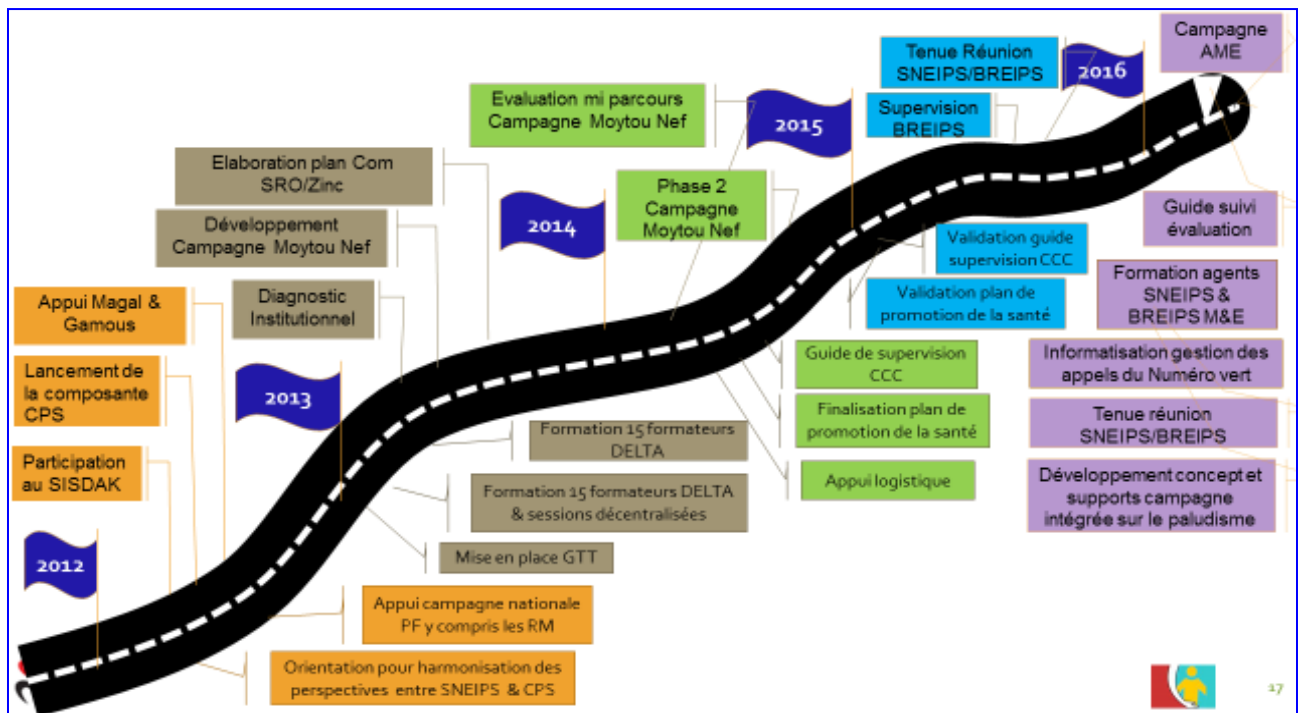 Campagne
AME
Tenue Réunion
SNEIPS/BREIPS
2016
Evaluation mi parcours
Campagne Moytou Nef
2015
Supervision
BREIPS
Elaboration plan Com
SRO/Zinc
Phase 2
Campagne
Moytou Nef
2014
Guide suivi
évaluation
Développement
Campagne Moytou Nef
Validation guide
supervision CCC
Formation agents
SNEIPS &
BREIPS M&E
Appui Magal &
Gamous
Diagnostic
Institutionnel
Validation plan de
promotion de la santé
Guide de supervision
CCC
Informatisation gestion des
appels du Numéro vert
Lancement de
la composante
CPS
2013
Finalisation plan de
promotion de la santé
Tenue réunion
SNEIPS/BREIPS
Formation 15 formateurs
DELTA
Participation
au SISDAK
Appui logistique
Développement concept et
supports campagne
intégrée sur le paludisme
Formation 15 formateurs DELTA
& sessions décentralisées
2012
Mise en place GTT
Appui campagne nationale
PF y compris les RM
Orientation pour harmonisation des
perspectives entre SNEIPS & CPS
17